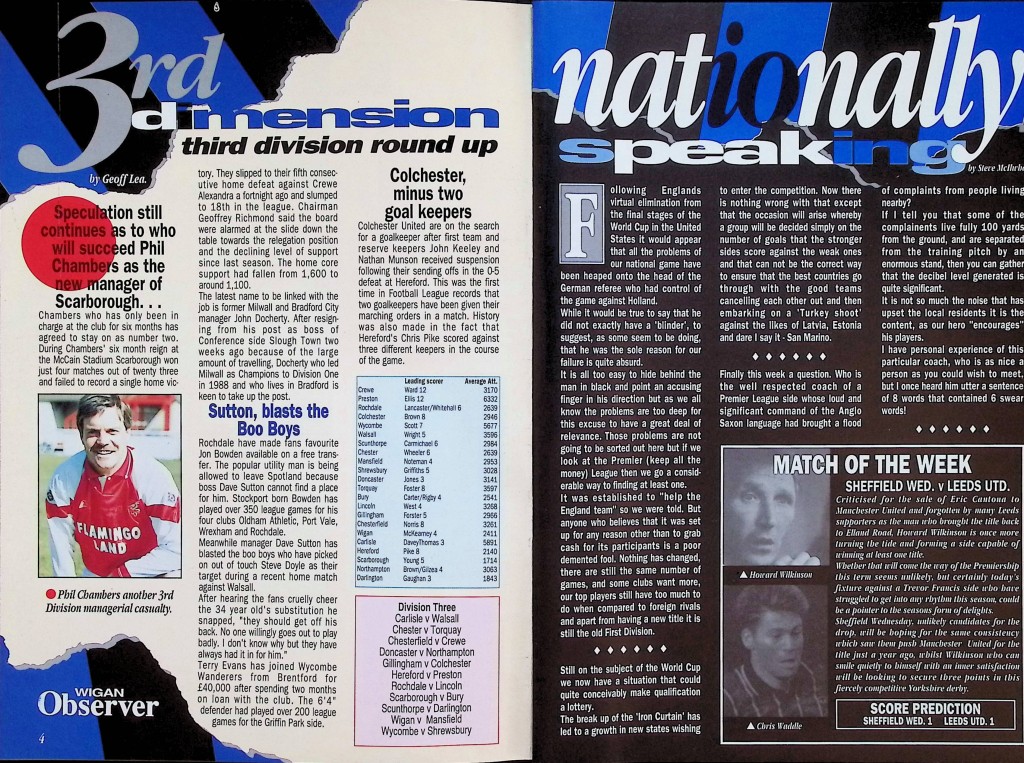 3rd
dimension
third division round up
by Geoff Lea.
Speculation still
continues as to who
will succeed Phil
Chambers as the
new manager of
Scarborough. . .
Chambers who has only been in
charge at the club for six months has
agreed to stay on as number two.
During Chambers' six month reign at
the McCain Stadium Scarborough won
just four matches out of twenty three
and failed to record a single home vic-
FLAMINGO
LAND
Phil Chambers another 3rd
Division managerial casualty.
WIGAN
Observer
4
tory. They slipped to their fifth consec-
utive home defeat against Crewe
Alexandra a fortnight ago and slumped
to 18th in the league. Chairman
Geoffrey Richmond said the board
were alarmed at the slide down the
table towards the relegation position
and the declining level of support
since last season. The home core
support had fallen from 1,600 to
around 1,100.
The latest name to be linked with the
job is former Milwall and Bradford City
manager John Docherty. After resign-
ing from his post as boss of
Conference side Slough Town two
weeks ago because of the large
amount of travelling, Docherty who led
Milwall as Champions to Division One
in 1988 and who lives in Bradford is
keen to take up the post.
Sutton, blasts the
Boo Boys
Rochdale have made fans favourite
Jon Bowden available on a free trans-
fer. The popular utility man is being
allowed to leave Spotland because
boss Dave Sutton cannot find a place
for him. Stockport born Bowden has
played over 350 league games for his
four clubs Oldham Athletic, Port Vale,
Wrexham and Rochdale.
Meanwhile manager Dave Sutton has
blasted the boo boys who have picked
on out of touch Steve Doyle as their
target during a recent home match
against Walsall.
After hearing the fans cruelly cheer
the 34 year old's substitution he
snapped, "they should get off his
back. No one willingly goes out to play
badly. I don't know why but they have
always had it in for him."
Terry Evans has joined Wycombe
Wanderers from Brentford for
£40,000 after spending two months
on loan with the club. The 6'4"
defender had played over 200 league
games for the Griffin Park side.
Colchester,
minus two
goal keepers
Colchester United are on the search
for a goalkeeper after first team and
reserve keepers John Keeley and
Nathan Munson received suspension
following their sending offs in the 0-5
defeat at Hereford. This was the first
time in Football League records that
two goalkeepers have been given their
marching orders in a match. History
was also made in the fact that
Hereford's Chris Pike scored against
three different keepers in the course
of the game.
Leading scorer Average Att.
Crewe Ward 12 3170
Preston Ellis 12 6332
Rochdale Lancaster/Whitehall 6 2639
Colchester Brown 8 2946
Wycombe Scott 7 5677
Walsall Wright 5 3596
Scunthorpe Carmichael 6 2984
Chester Wheeler 6 2639
Mansfield Noteman 4 2953
Shrewsbury Griffiths 5 3028
Doncaster Jones 3 3141
Torquay Foster 8 3597
Bury Carter/Rigby 4 2541
Lincoln West 4 3268
Gillingham Forster 5 2966
Chesterfield Norris 8 3261
Wigan McKearney 4 2411
Carlisle Davey/Thomas 3 5891
Hereford Pike 8 2140
Scarborough Young 5 1714
Northampton Brown/Gilzea 4 3063
Darlington Gaughan 3 1843
Division Three
Carlisle v Walsall
Chester v Torquay
Chesterfield v Crewe
Doncaster v Northampton
Gillingham v Colchester
Hereford v Preston
Rochdale v Lincoln
Scarborough v Bury
Scunthorpe v Darlington
Wigan v Mansfield
Wycombe v Shrewsbury
nationally
speaking
by Steve
Following Englands
virtual elimination from
the final stages of the
World Cup in the United
States it would appear
that all the problems of
our national game have
been heaped onto the head of the
German referee who had control of
the game against Holland.
While it would be true to say that he
did not exactly have a 'blinder', to
suggest, as some seem to be doing,
that he was the sole reason for our
failure is quite absurd.
It is all too easy to hide behind the
man in black and point an accusing
finger in his direction but as we all
know the problems are too deep for
this excuse to have a great deal of
relevance. Those problems are not
going to be sorted out here but if we
look at the Premier (keep all the
money) League then we go a consid-
erable way to finding at least one.
It was established to "help the
England team" so we were told. But
anyone who believes that it was set
up for any reason other than to grab
cash for its participants is a poor
demented fool. Nothing has changed,
there are still the same number of
games, and some clubs want more,
our top players still have too much to
do when compared to foreign rivals
and apart from having a new title it is
still the old First Division.
Still on the subject of the World Cup
we now have a situation that could
quite conceivably make qualification
a lottery.
The break up of the 'Iron Curtain' has
led to a growth in new states wishing
to enter the competition. Now there
is nothing wrong with that except
that the occasion will arise whereby
a group will be decided simply on the
number of goals that the stronger
sides score against the weak ones
and that can not be the correct way
to ensure that the best countries go
through with the good teams
cancelling each other out and then
embarking on a 'Turkey shoot'
against the likes of Latvia, Estonia
and dare I say it - San Marino.
Finally this week a question. Who is
the well respected coach of a
Premier League side whose loud and
significant command of the Anglo
Saxon language had brought a flood
of complaints from people living
nearby?
If I tell you that some of the
complainents live fully 100 yards
from the ground, and are separated
from the training pitch by an
enormous stand, then you can gather
that the decibel level generated is
quite significant.
It is not so much the noise that has
upset the local residents it is the
content, as our hero "encourages"
his players.
I have personal experience of this
particular coach, who is as nice a
person as you could wish to meet,
but I once heard him utter a sentence
of 8 words that contained 6 swear
words!
MATCH OF THE WEEK
SHEFFIELD WED. v LEEDS UTD.
Criticised for the sale of Eric Cantona to
Manchester United and forgotten by many Leeds
supporters as the man who brought the title back
to Elland Road, Howard Wilkinson is once more
turning the tide and forming a side capable of
winning at least one title.
Whether that will come the way of the Premiership
this term seems unlikely, but certainly today's
fixture against a Trevor Francis side who have
struggled to get into any rhythm this season, could
be a pointer to the seasons form of delights.
Sheffield Wednesday, unlikely candidates for the
drop, will be hoping for the same consistency
which saw them push Manchester United for the
title just a year ago, whilst Wilkinson who can
smile quietly to himself with an inner satisfaction
will be looking to secure three points in this
fiercely competitive Yorkshire derby.
Howard Wilkinson
Chris Waddle
SCORE PREDICTION
SHEFFIELD WED. 1 LEEDS UTD. 1